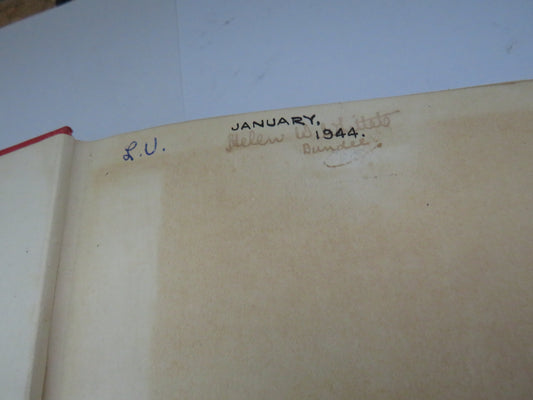 L.U.
JANUARY,
1944.
Helen
Dundee.